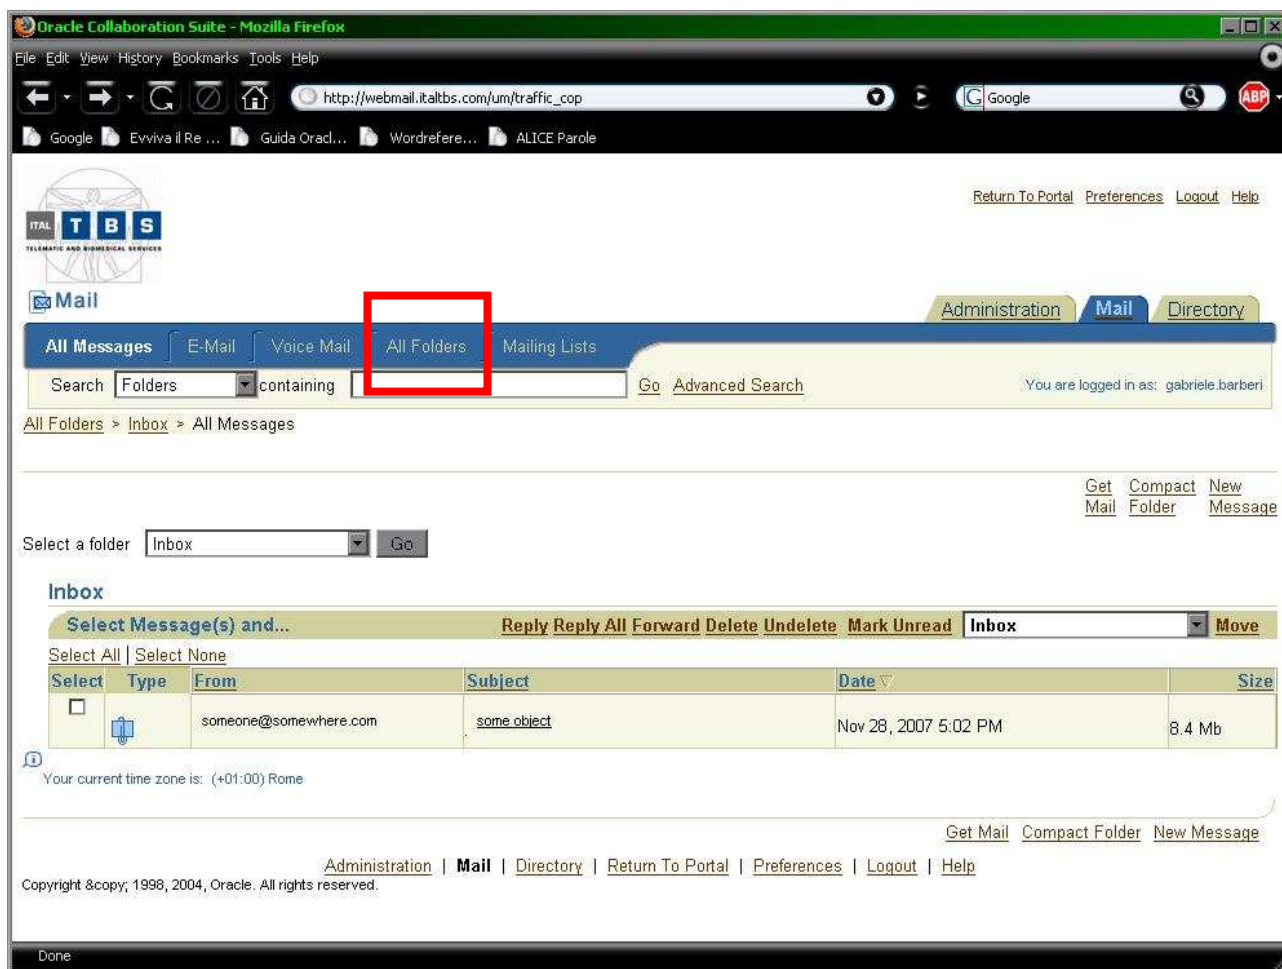 Oracle Collaboration Suite - Mozilla Firefox
File Edit View History Bookmarks Tools Help
http://webmail.italtbs.com/um/traffic_cop
Google
ABP
Google Evviva il Re ... Guida Oracl... Wordrefere... ALICE Parole
Return To Portal Preferences Logout Help
ITAL T B S
TELEMATIC AND BIOMEDICAL SERVICES
Mail
Administration Mail Directory
All Messages E-Mail Voice Mail All Folders Mailing Lists
Search Folders containing Go Advanced Search You are logged in as: gabriele.barberi
All Folders > Inbox > All Messages
Get Mail Compact Folder New Message
Select a folder Inbox Go
Inbox
Select Message(s) and... Reply Reply All Forward Delete Undelete Mark Unread Inbox Move
Select All | Select None
Select Type From Subject Date Size
someone@somewhere.com some object Nov 28, 2007 5:02 PM 8.4 Mb
Your current time zone is: (+01:00) Rome
Get Mail Compact Folder New Message
Administration | Mail | Directory | Return To Portal | Preferences | Logout | Help
Copyright &copy; 1998, 2004, Oracle. All rights reserved.
Done